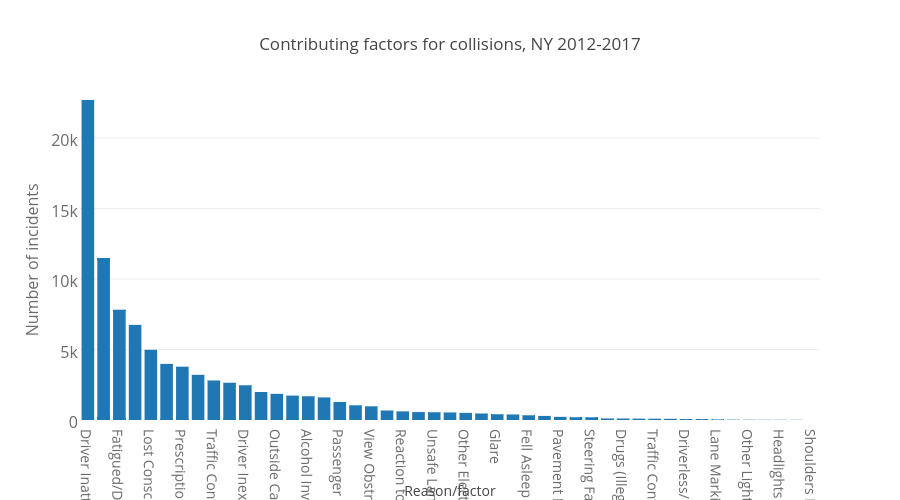 Contributing factors for collisions, NY 2012-2017
Number of incidents
20k
15k
10k
5k
0
Driver Inatt
Fatigued/D
Lost Consc
Prescriptio
Traffic Con
Driver Inex
Outside Ca
Alcohol Inv
Passenger
View Obstr
Reaction to
Unsafe La
Other Elec
Glare
Fell Asleep
Pavement
Steering Fa
Drugs (Illeg
Traffic Con
Driverless/
Lane Marki
Other Light
Headlights
Shoulders
Reason/factor